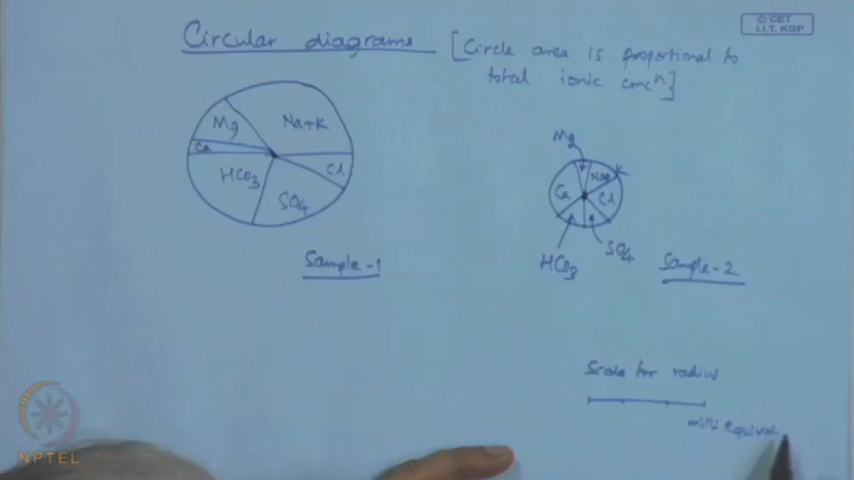 © CET
I.I.T. KGP
Circular diagrams [Circle area is proportional to
total ionic concⁿ]
Mg
Na+K
Ca
HCO3
Cl
SO4
Sample-1
Mg
Na+K
Ca
Cl
HCO3
SO4
Sample-2
Scale for radius
milli equival
NPTEL